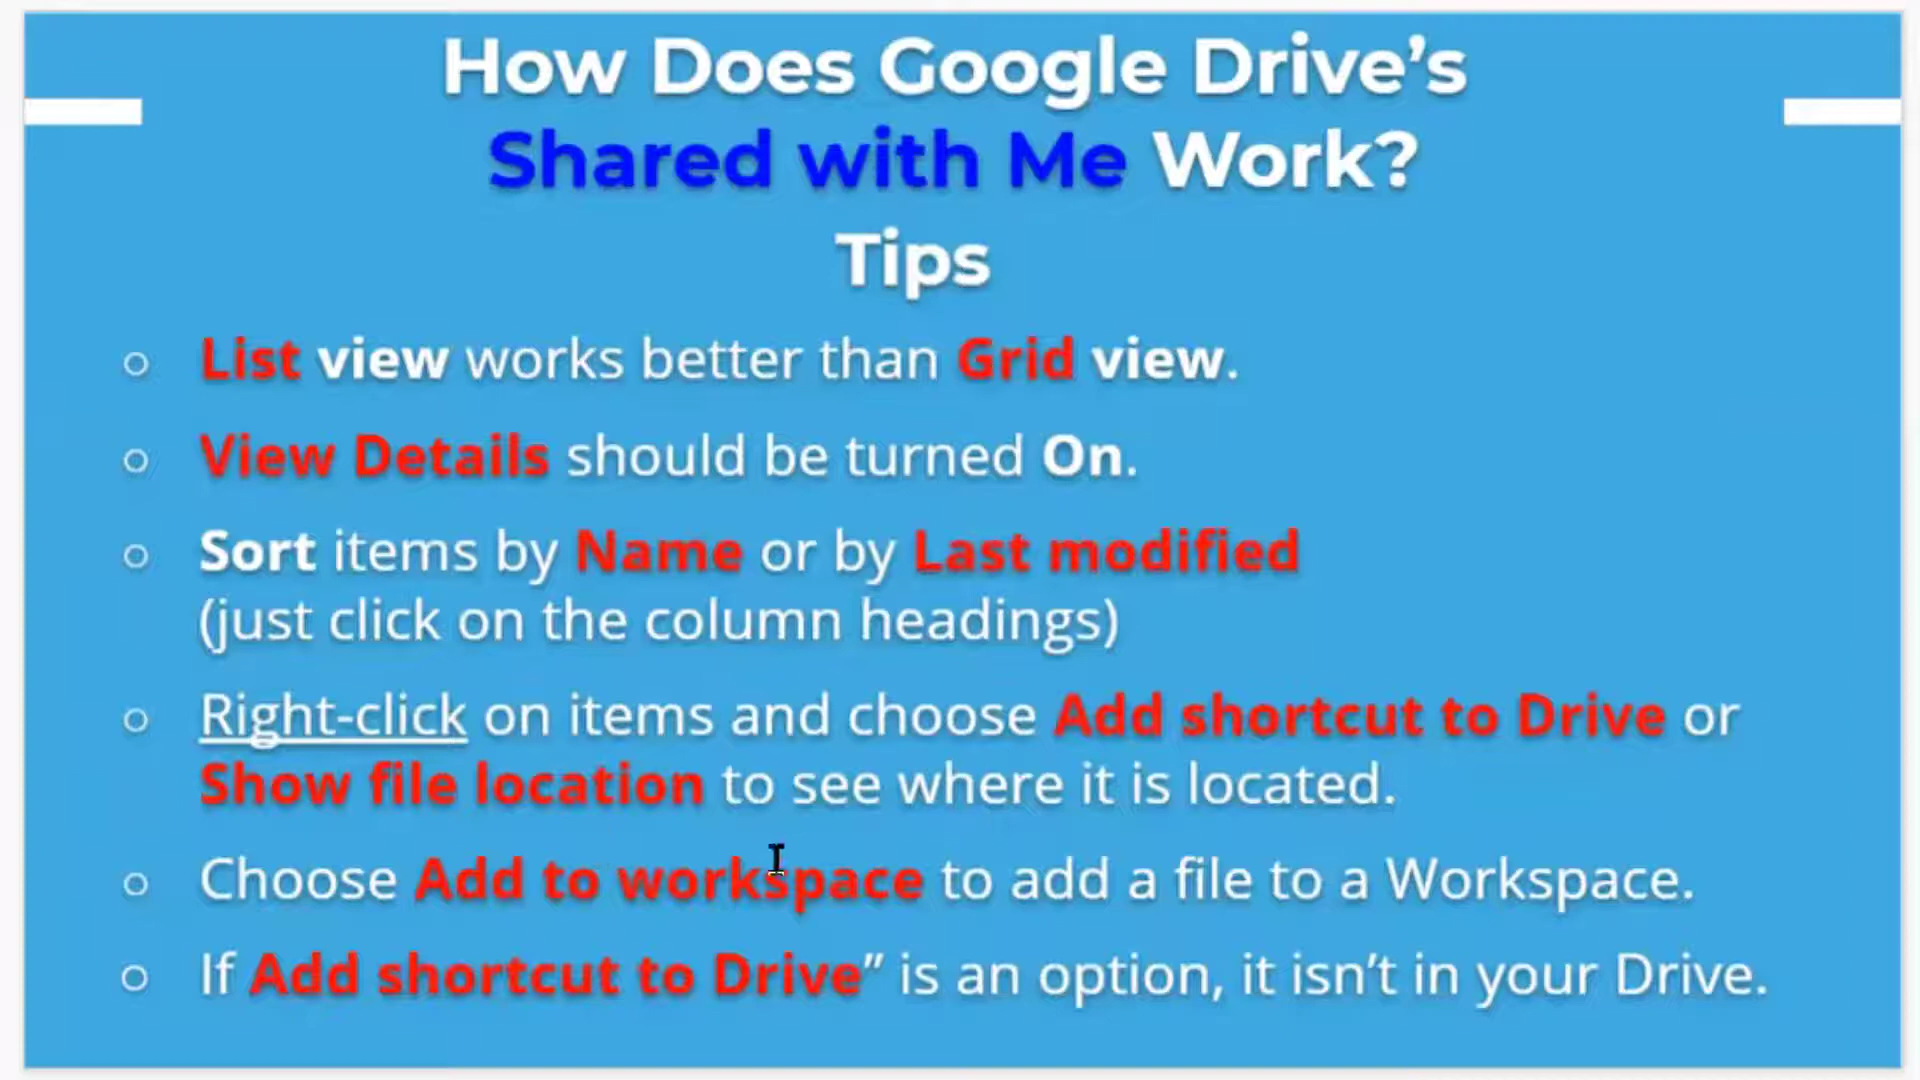 How Does Google Drive’s
Shared with Me Work?
Tips
List view works better than Grid view.
View Details should be turned On.
Sort items by Name or by Last modified
(just click on the column headings)
Right-click on items and choose Add shortcut to Drive or
Show file location to see where it is located.
Choose Add to workspace to add a file to a Workspace.
If Add shortcut to Drive” is an option, it isn’t in your Drive.